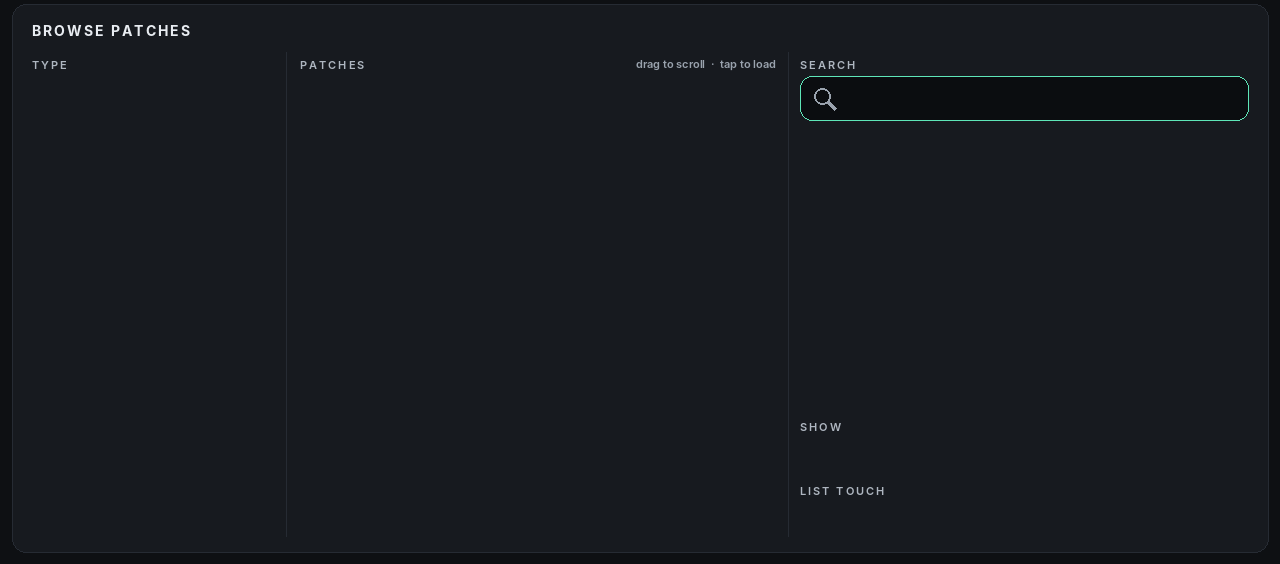 BROWSE PATCHES
TYPE
PATCHES
drag to scroll · tap to load
SEARCH
SHOW
LIST TOUCH